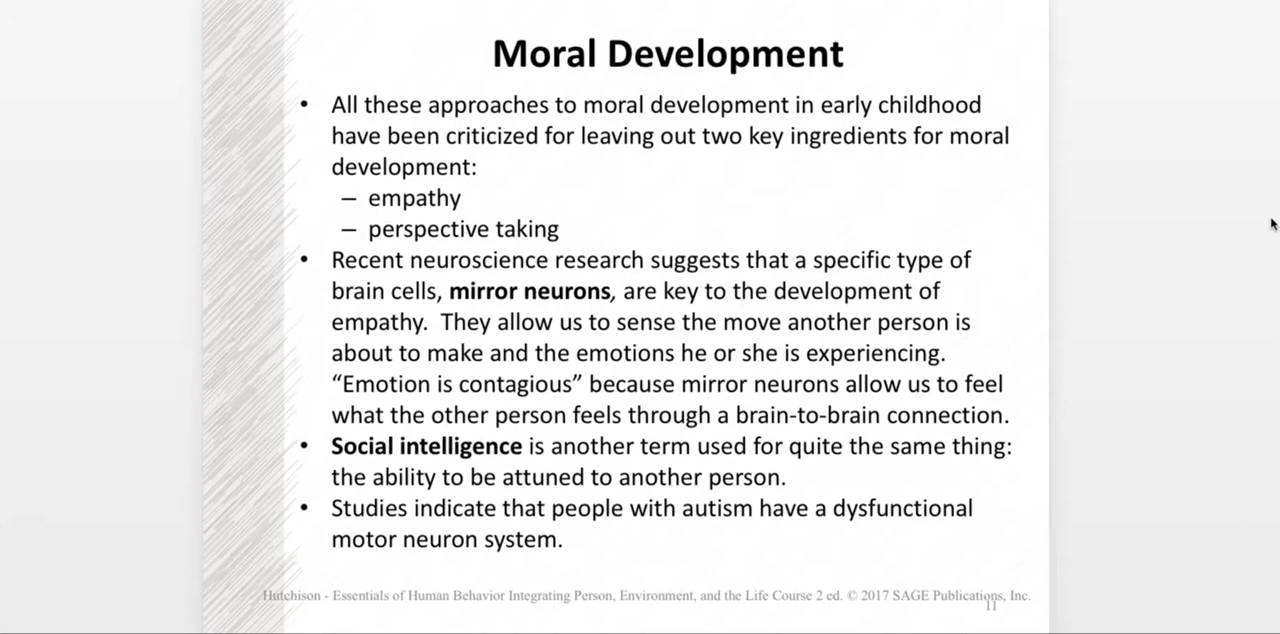 Moral Development
• All these approaches to moral development in early childhood
have been criticized for leaving out two key ingredients for moral
development:
– empathy
– perspective taking
• Recent neuroscience research suggests that a specific type of
brain cells, mirror neurons, are key to the development of
empathy.  They allow us to sense the move another person is
about to make and the emotions he or she is experiencing.
“Emotion is contagious” because mirror neurons allow us to feel
what the other person feels through a brain-to-brain connection.
• Social intelligence is another term used for quite the same thing:
the ability to be attuned to another person.
• Studies indicate that people with autism have a dysfunctional
motor neuron system.
Hutchison - Essentials of Human Behavior Integrating Person, Environment, and the Life Course 2 ed. © 2017 SAGE Publications, Inc.
11